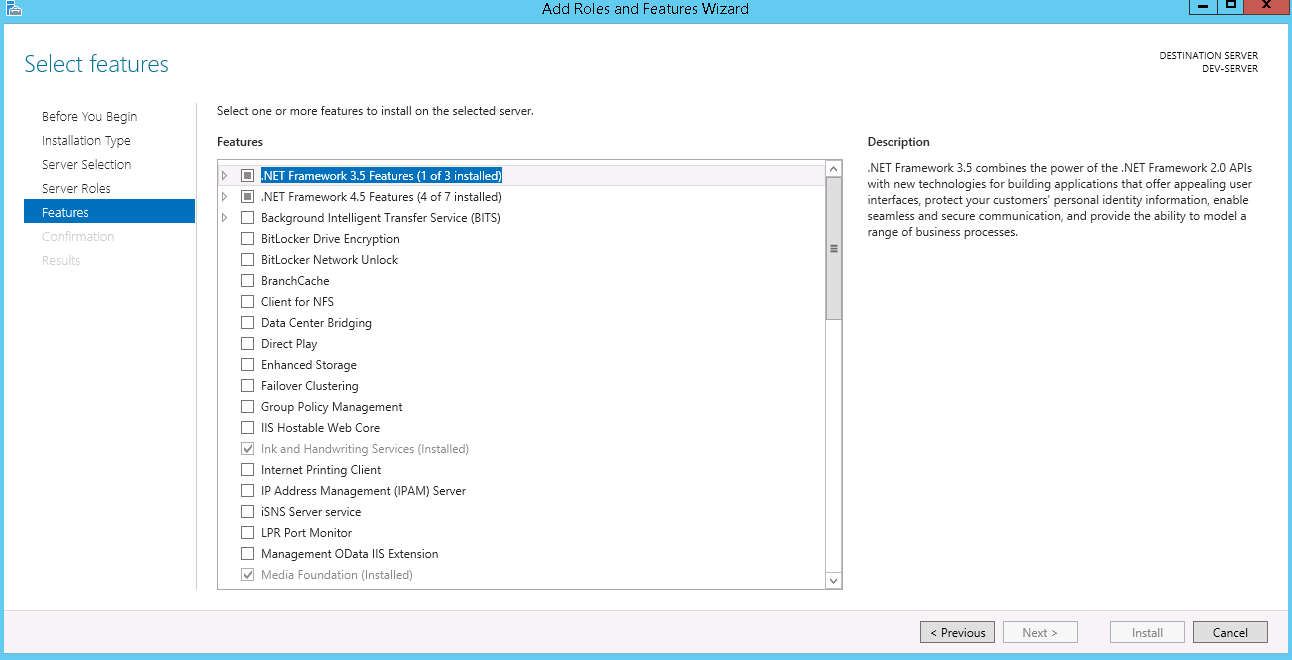 Add Roles and Features Wizard
Select features
DESTINATION SERVER
DEV-SERVER
Before You Begin
Installation Type
Server Selection
Server Roles
Features
Confirmation
Results
Select one or more features to install on the selected server.
Features
.NET Framework 3.5 Features (1 of 3 installed)
.NET Framework 4.5 Features (4 of 7 installed)
Background Intelligent Transfer Service (BITS)
BitLocker Drive Encryption
BitLocker Network Unlock
BranchCache
Client for NFS
Data Center Bridging
Direct Play
Enhanced Storage
Failover Clustering
Group Policy Management
IIS Hostable Web Core
Ink and Handwriting Services (Installed)
Internet Printing Client
IP Address Management (IPAM) Server
iSNS Server service
LPR Port Monitor
Management OData IIS Extension
Media Foundation (Installed)
Description
.NET Framework 3.5 combines the power of the .NET Framework 2.0 APIs
with new technologies for building applications that offer appealing user
interfaces, protect your customers' personal identity information, enable
seamless and secure communication, and provide the ability to model a
range of business processes.
< Previous
Next >
Install
Cancel